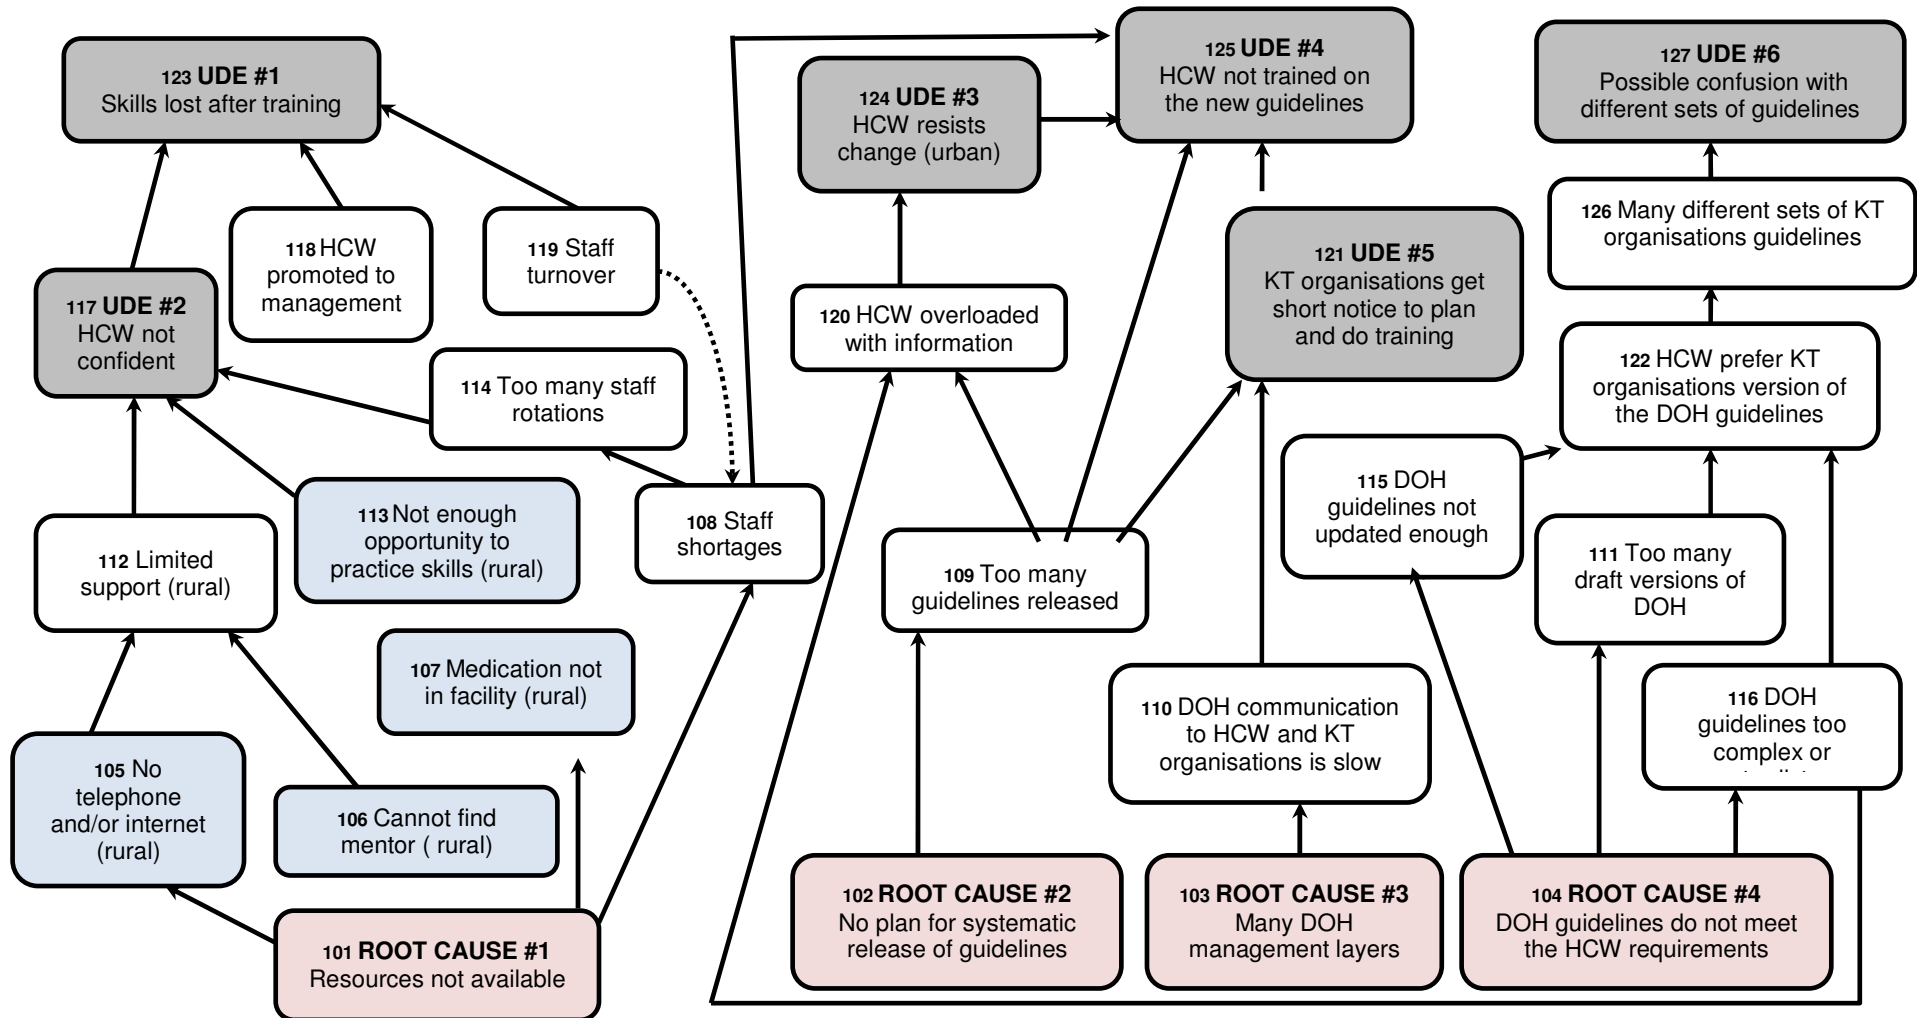 123 UDE #1
Skills lost after training
124 UDE #3
HCW resists
change (urban)
125 UDE #4
HCW not trained on
the new guidelines
127 UDE #6
Possible confusion with
different sets of guidelines
118 HCW
promoted to
management
119 Staff
turnover
126 Many different sets of KT
organisations guidelines
117 UDE #2
HCW not
confident
121 UDE #5
KT organisations get
short notice to plan
and do training
120 HCW overloaded
with information
114 Too many staff
rotations
122 HCW prefer KT
organisations version of
the DOH guidelines
115 DOH
guidelines not
updated enough
113 Not enough
opportunity to
practice skills (rural)
108 Staff
shortages
112 Limited
support (rural)
109 Too many
guidelines released
111 Too many
draft versions of
DOH
107 Medication not
in facility (rural)
110 DOH communication
to HCW and KT
organisations is slow
116 DOH
guidelines too
complex or
105 No
telephone
and/or internet
(rural)
106 Cannot find
mentor ( rural)
101 ROOT CAUSE #1
Resources not available
102 ROOT CAUSE #2
No plan for systematic
release of guidelines
103 ROOT CAUSE #3
Many DOH
management layers
104 ROOT CAUSE #4
DOH guidelines do not meet
the HCW requirements